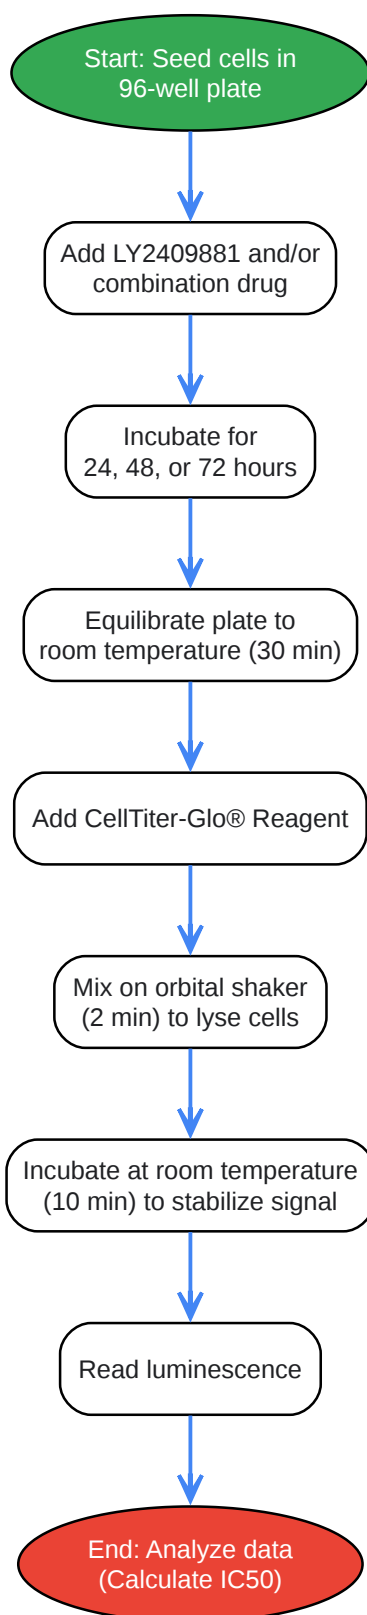 Start: Seed cells in
96-well plate
Add LY2409881 and/or
combination drug
Incubate for
24, 48, or 72 hours
Equilibrate plate to
room temperature (30 min)
Add CellTiter-Glo® Reagent
Mix on orbital shaker
(2 min) to lyse cells
Incubate at room temperature
(10 min) to stabilize signal
Read luminescence
End: Analyze data
(Calculate IC50)